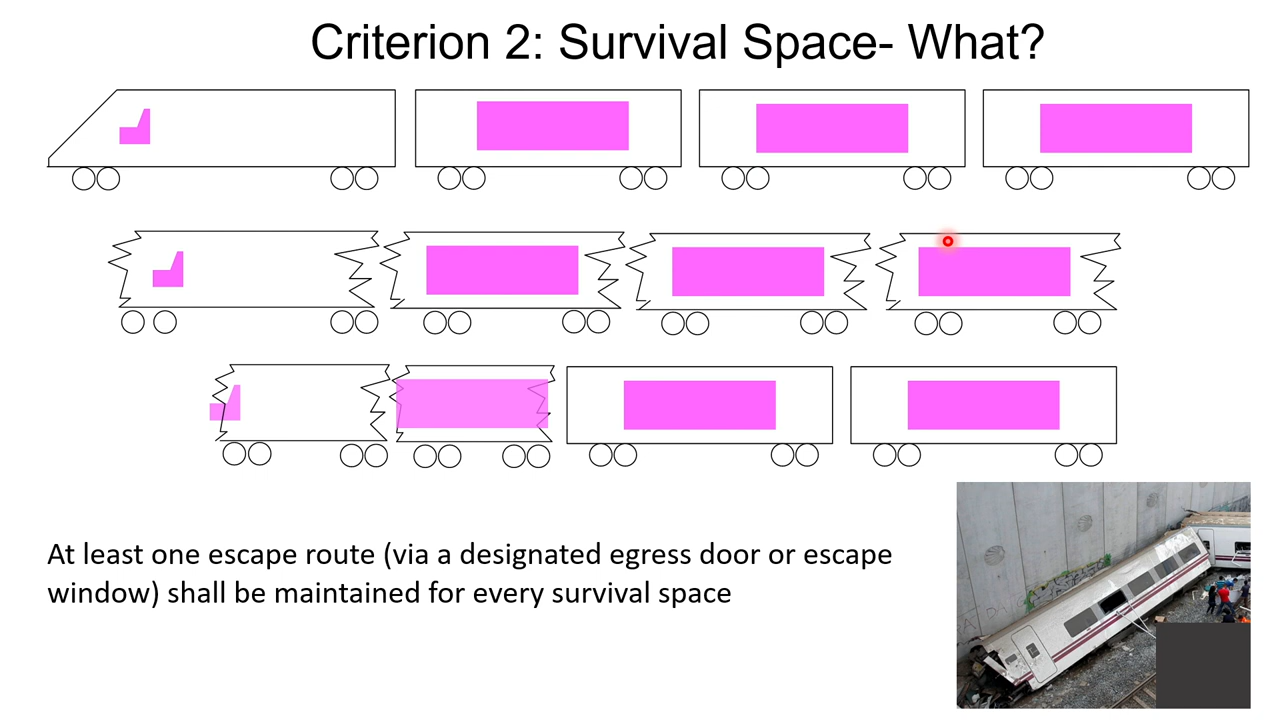 Criterion 2: Survival Space- What?
At least one escape route (via a designated egress door or escape
window) shall be maintained for every survival space